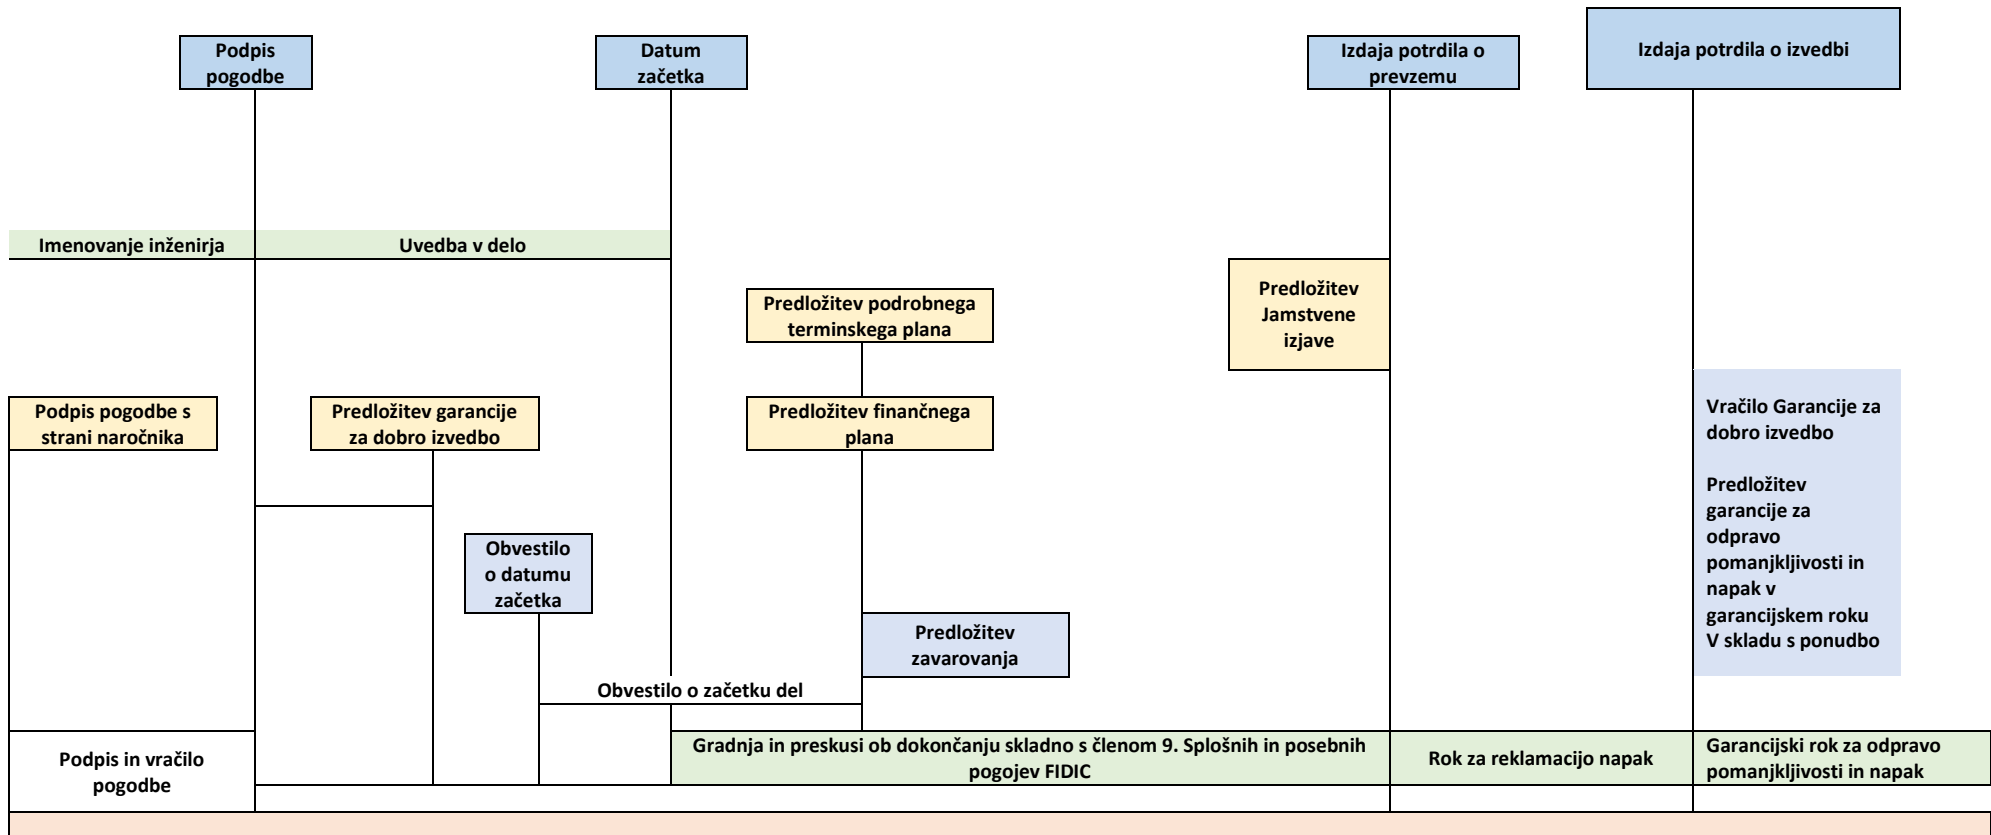 Podpis
pogodbe
Datum
začetka
Izdaja potrdila o
prevzemu
Izdaja potrdila o izvedbi
Imenovanje inženirja
Uvedba v delo
Predložitev podrobnega
terminskega plana
Predložitev
Jamstvene
izjave
Podpis pogodbe s
strani naročnika
Predložitev garancije
za dobro izvedbo
Predložitev finančnega
plana
Vračilo Garancije za
dobro izvedbo
Predložitev
garancije za
odpravo
pomanjkljivosti in
napak v
garancijskem roku
V skladu s ponudbo
Obvestilo
o datumu
začetka
Predložitev
zavarovanja
Obvestilo o začetku del
Podpis in vračilo
pogodbe
Gradnja in preskusi ob dokončanju skladno s členom 9. Splošnih in posebnih
pogojev FIDIC
Rok za reklamacijo napak
Garancijski rok za odpravo
pomanjkljivosti in napak